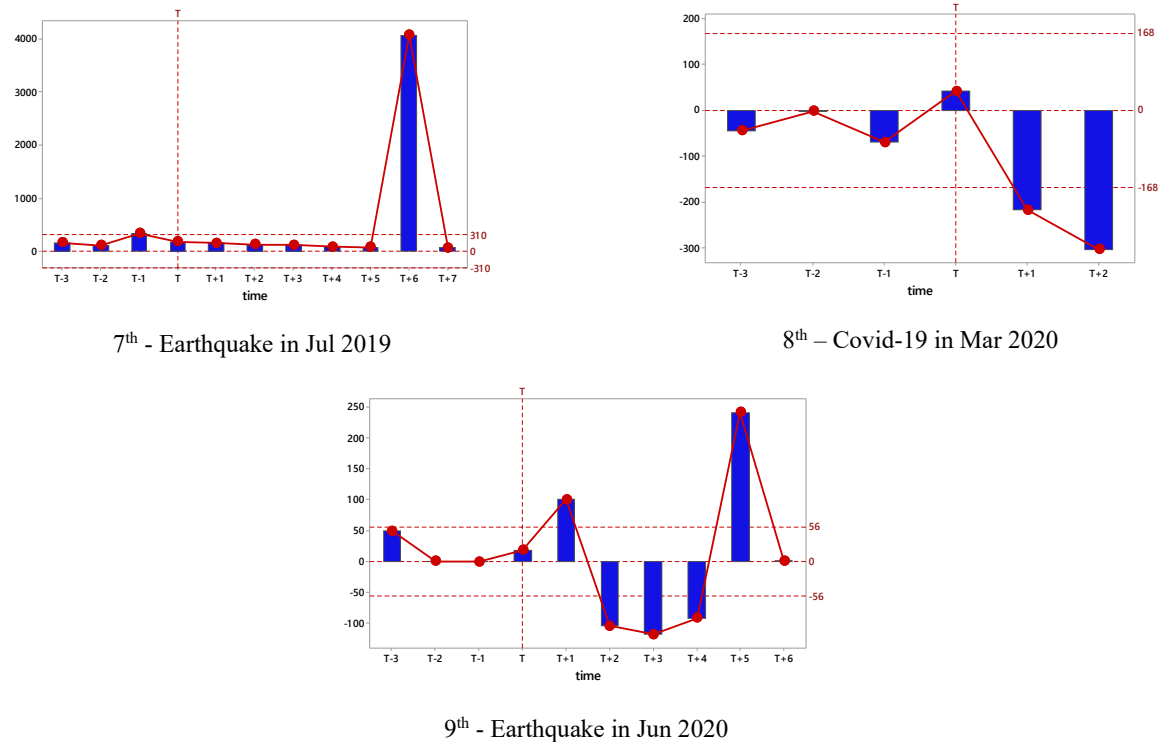 T
4000
3000
2000
1000
0
310
0
-310
T-3 T-2 T-1 T T+1 T+2 T+3 T+4 T+5 T+6 T+7
time
7th - Earthquake in Jul 2019
T
200
100
0
-100
-200
-300
168
0
-168
T-3 T-2 T-1 T T+1 T+2
time
8th – Covid-19 in Mar 2020
T
250
200
150
100
50
0
-50
-100
56
0
-56
T-3 T-2 T-1 T T+1 T+2 T+3 T+4 T+5 T+6
time
9th - Earthquake in Jun 2020